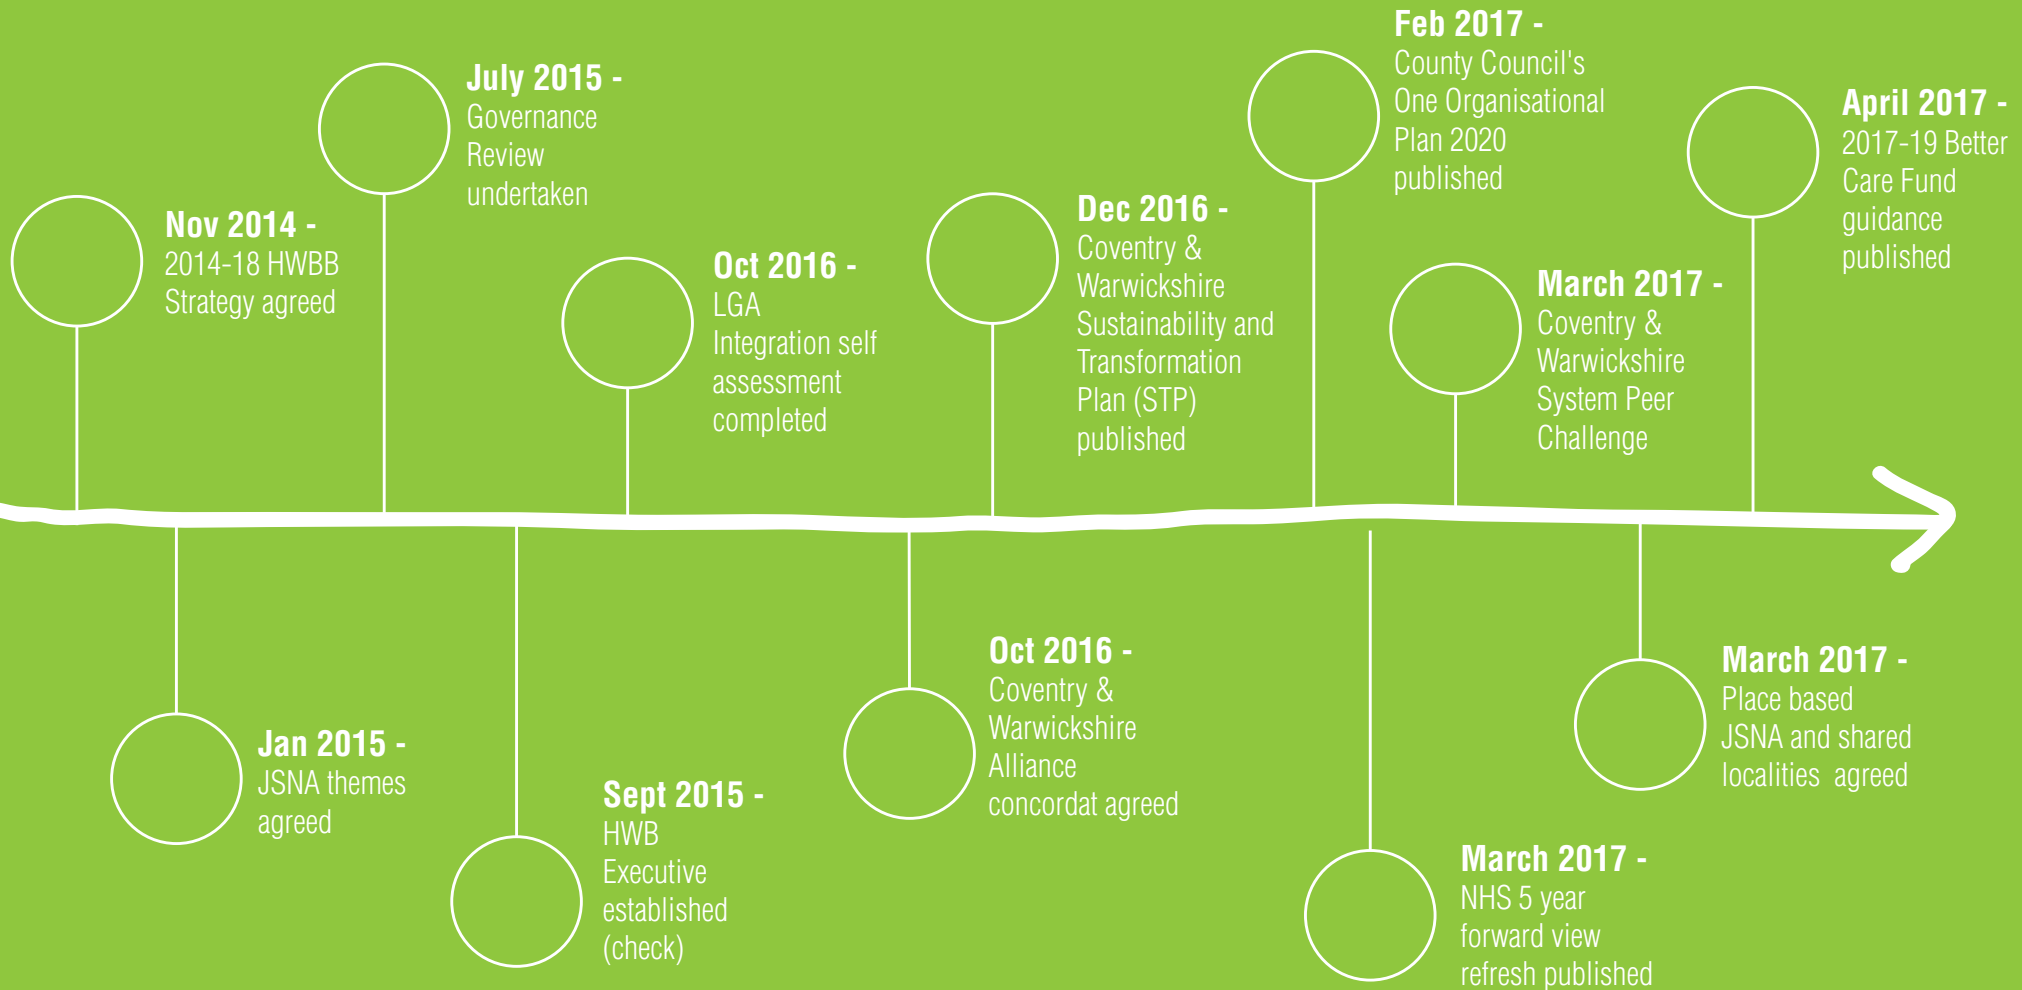 Nov 2014 -
2014-18 HWBB
Strategy agreed
Jan 2015 -
JSNA themes
agreed
July 2015 -
Governance
Review
undertaken
Sept 2015 -
HWB
Executive
established
(check)
Oct 2016 -
LGA
Integration self
assessment
completed
Oct 2016 -
Coventry &
Warwickshire
Alliance
concordat agreed
Dec 2016 -
Coventry &
Warwickshire
Sustainability and
Transformation
Plan (STP)
published
Feb 2017 -
County Council's
One Organisational
Plan 2020
published
March 2017 -
NHS 5 year
forward view
refresh published
March 2017 -
Coventry &
Warwickshire
System Peer
Challenge
March 2017 -
Place based
JSNA and shared
localities agreed
April 2017 -
2017-19 Better
Care Fund
guidance
published